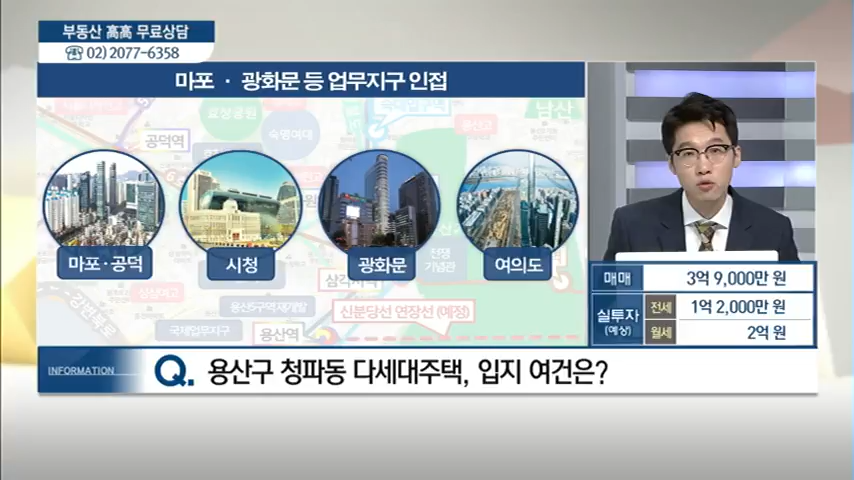 부동산 高高 무료상담
☎ 02) 2077-6358
마포 · 광화문 등 업무지구 인접
남산
효창공원
용산고
공덕역
숙명여대
마포·공덕
시청
광화문
여의도
전쟁
기념관
삼각지역
성심여고
용산5구역 재개발
강변북로
신분당선 연장선 (예정)
국제업무지구
용산역
매매 3억 9,000만 원
실투자
(예상)
전세 1억 2,000만 원
월세 2억 원
INFORMATION
Q. 용산구 청파동 다세대주택, 입지 여건은?